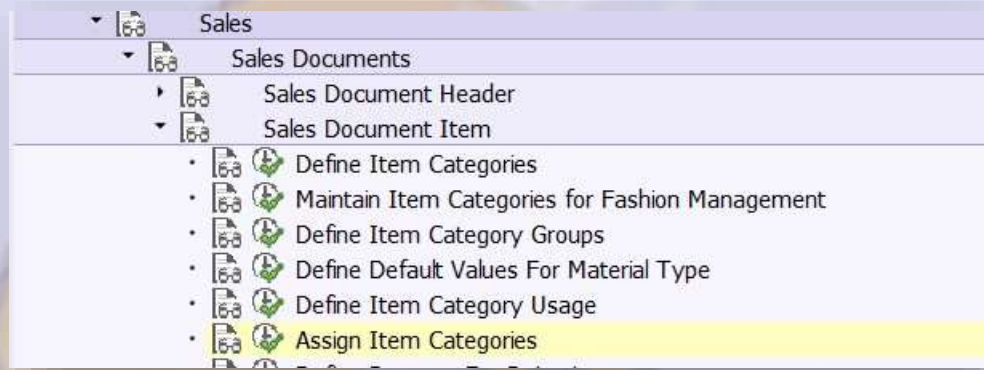 Sales
Sales Documents
Sales Document Header
Sales Document Item
Define Item Categories
Maintain Item Categories for Fashion Management
Define Item Category Groups
Define Default Values For Material Type
Define Item Category Usage
Assign Item Categories